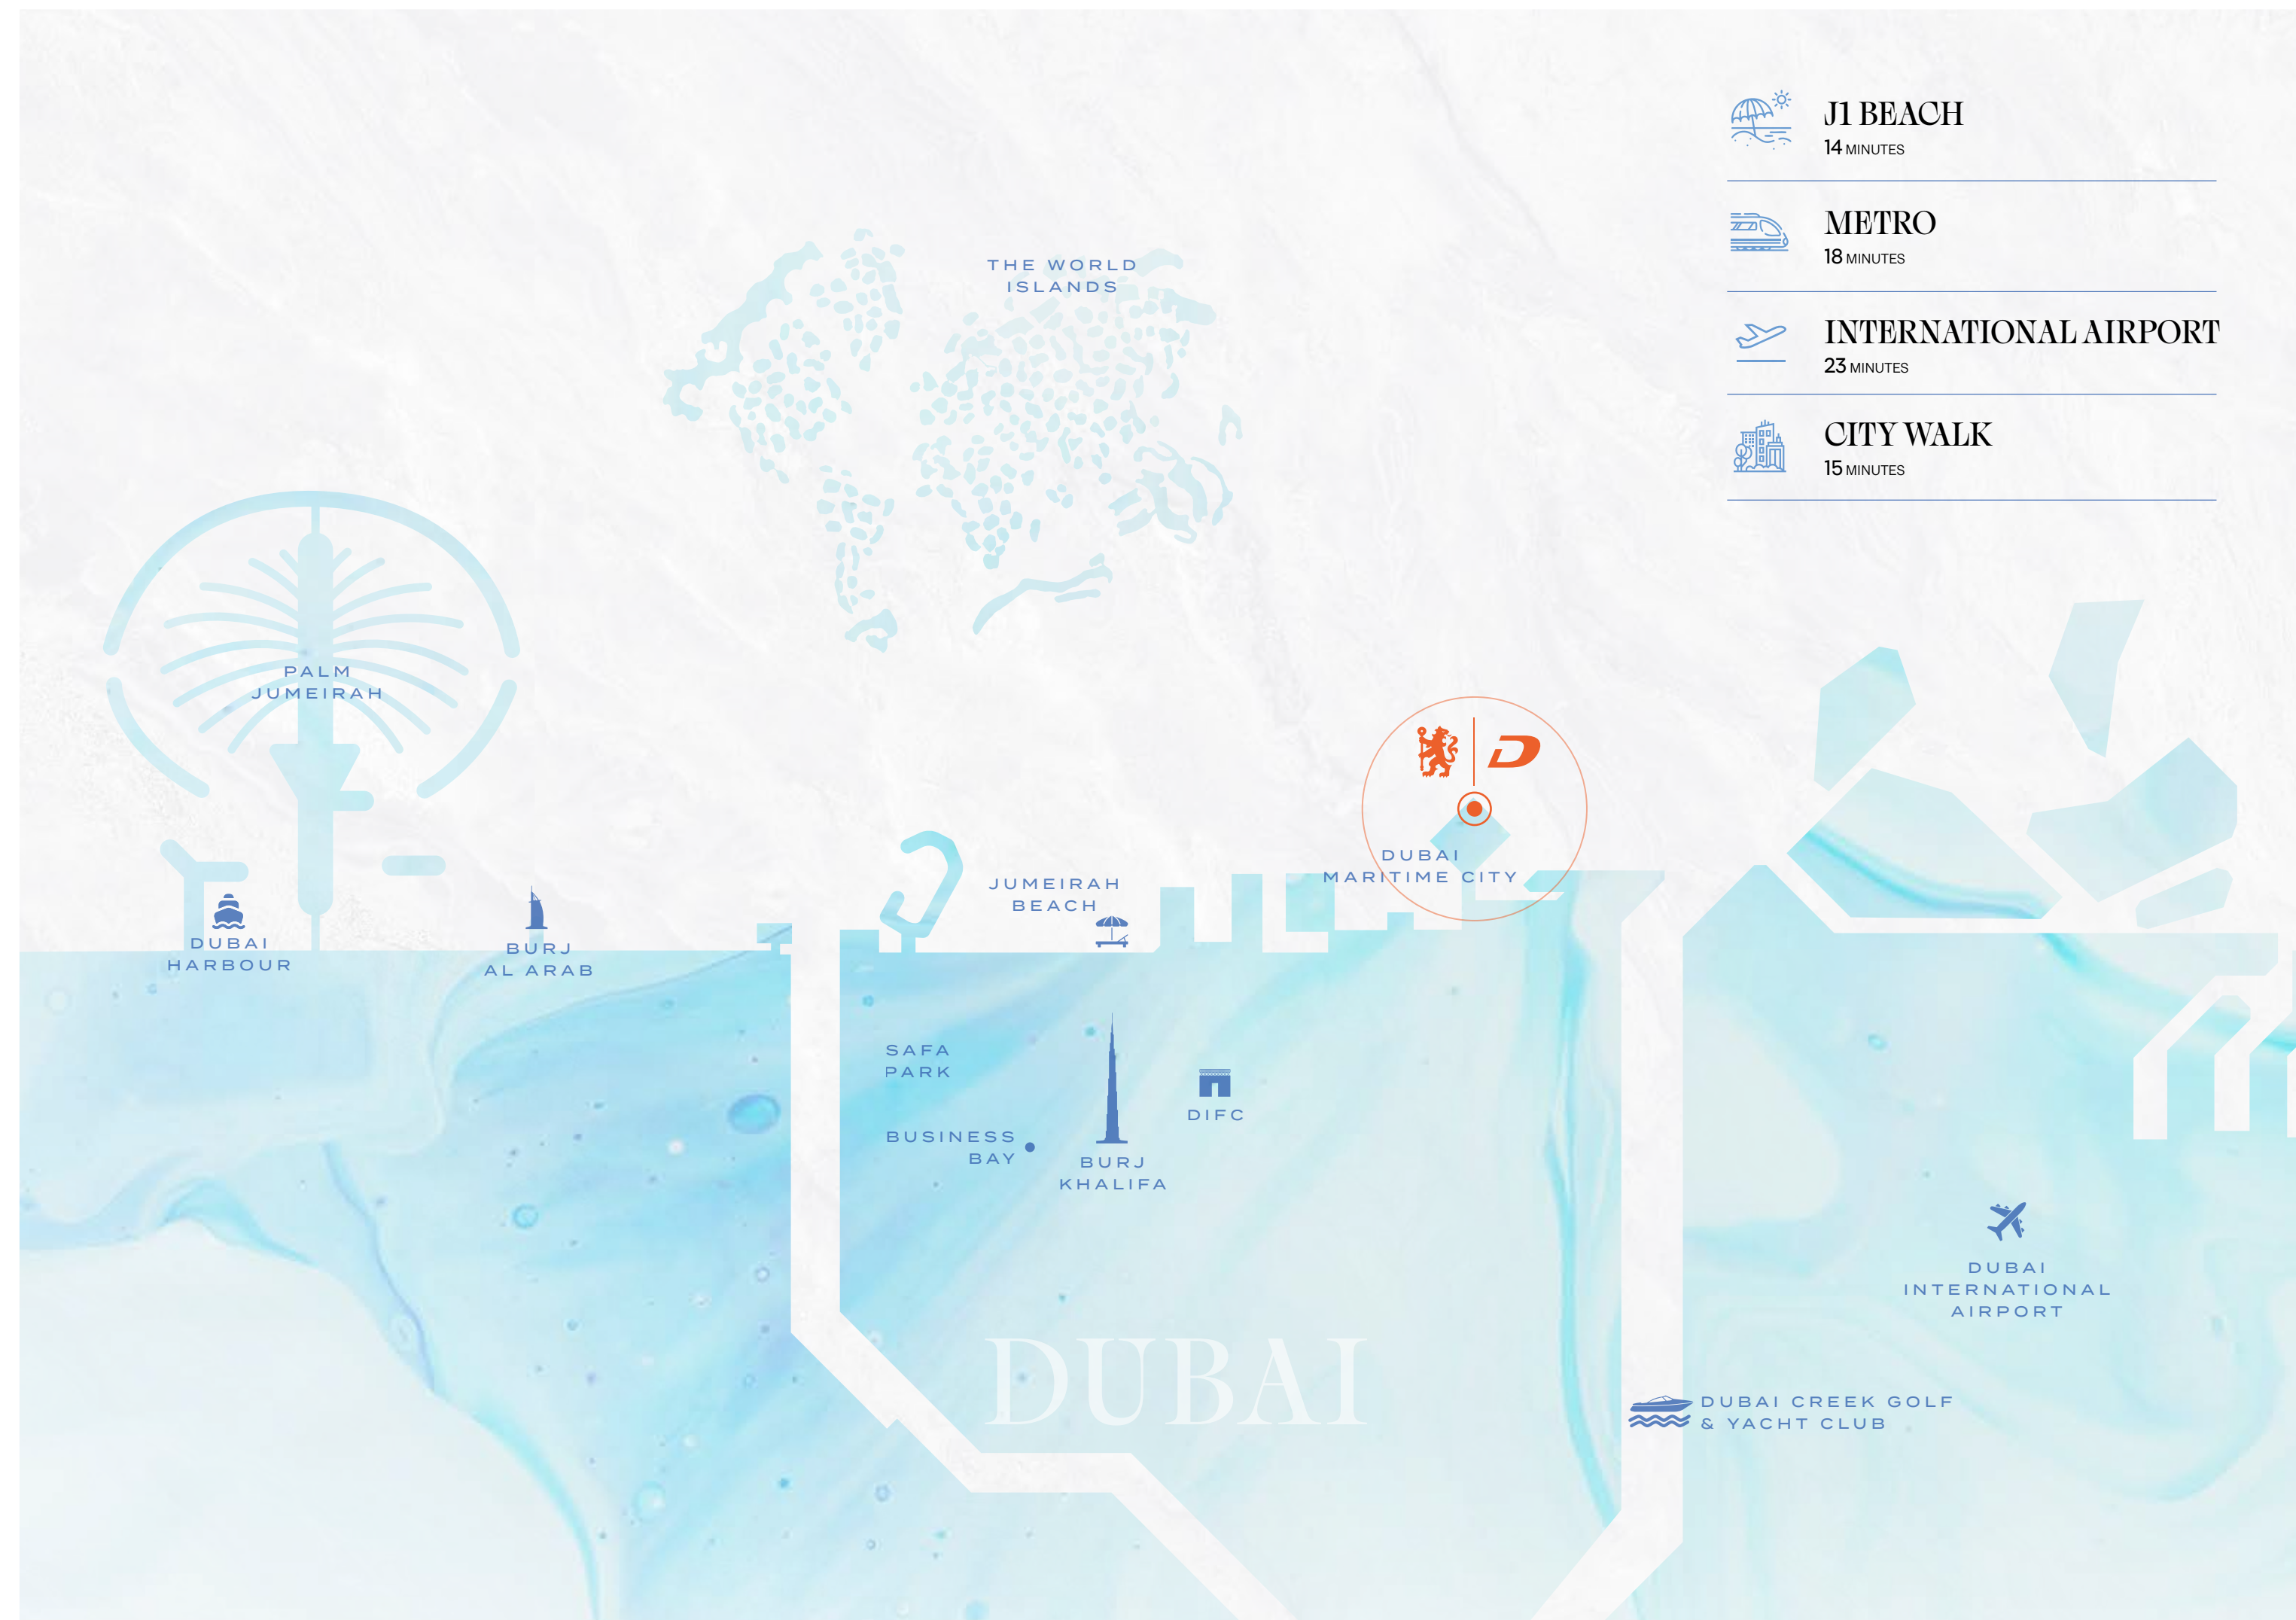 J1 BEACH
14 MINUTES
METRO
18 MINUTES
INTERNATIONAL AIRPORT
23 MINUTES
CITY WALK
15 MINUTES
THE WORLD
ISLANDS
PALM
JUMEIRAH
D
DUBAI
MARITIME CITY
JUMEIRAH
BEACH
DUBAI
HARBOUR
BURJ
AL ARAB
SAFA
PARK
DIFC
BUSINESS
BAY
BURJ
KHALIFA
DUBAI
INTERNATIONAL
AIRPORT
DUBAI
DUBAI CREEK GOLF
& YACHT CLUB